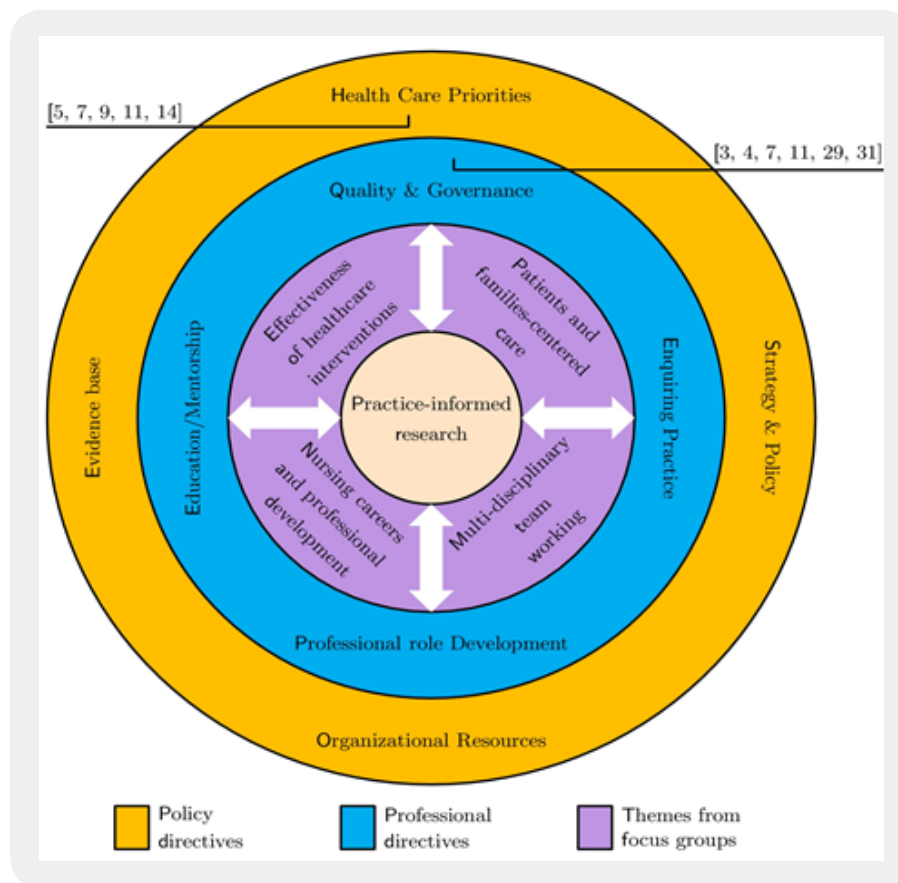 Health Care Priorities
[5, 7, 9, 11, 14]
[3, 4, 7, 11, 29, 31]
Quality & Governance
Effectiveness
of healthcare
interventions
Patients and
families-centered
care
Evidence base
Education/Mentorship
Practice-informed
research
Enquiring Practice
Strategy & Policy
Nursing careers
and professional
development
Multi-disciplinary
team
working
Professional role Development
Organizational Resources
Policy
directives
Professional
directives
Themes from
focus groups